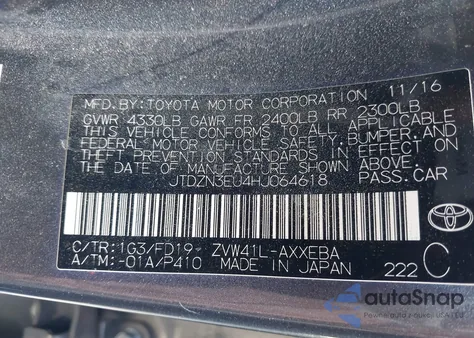 11/16
MFD.BY:TOYOTA MOTOR CORPORATION
GVWR 4330LB GAWR FR 2400LB RR 2300LB
THIS VEHICLE CONFORMS TO ALL APPLICABLE
FEDERAL MOTOR VEHICLE SAFETY, BUMPER, AND
THEFT PREVENTION STANDARDS IN EFFECT ON
THE DATE OF MANUFACTURE SHOWN ABOVE.
JTDZN3EU4HJ064618 PASS.CAR
C/TR:1G3/FD19- ZVW41L-AXXEBA
A/TM:-01A/P410 MADE IN JAPAN 222 C
TOYOTA
autoSnap